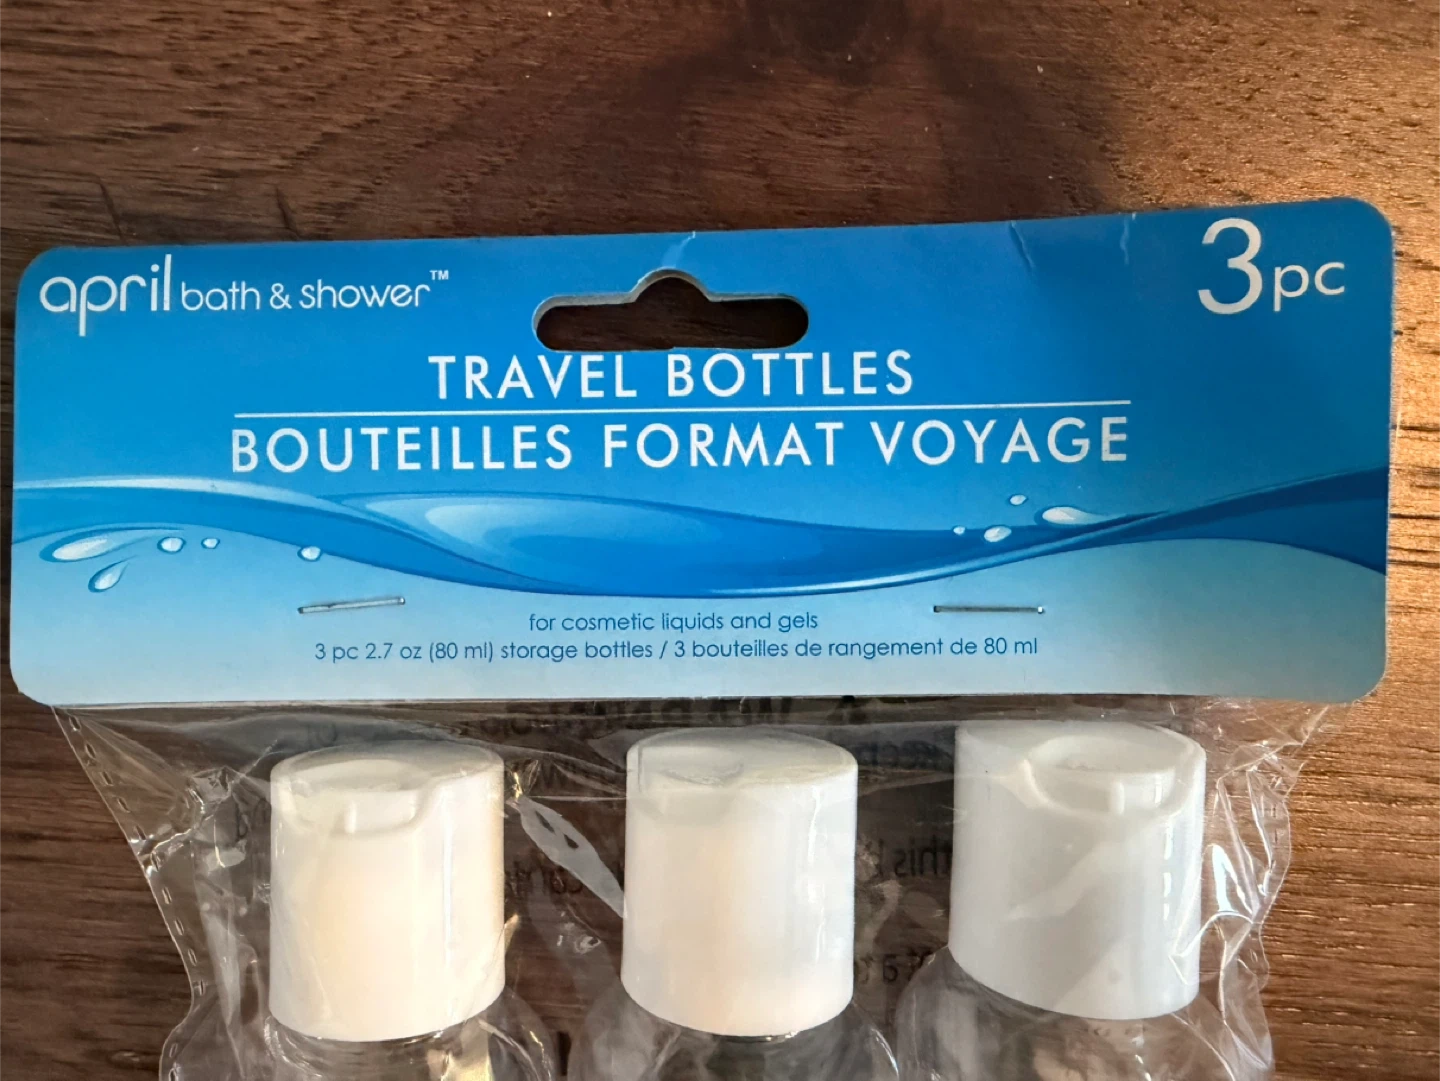 april bath & shower™
3pc
TRAVEL BOTTLES
BOUTEILLES FORMAT VOYAGE
for cosmetic liquids and gels
3 pc 2.7 oz (80 ml) storage bottles / 3 bouteilles de rangement de 80 ml
this